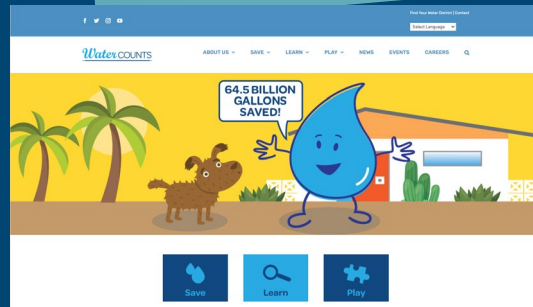 Find Your Water District | Contact
Select Language
Water COUNTS
ABOUT US
SAVE
LEARN
PLAY
NEWS
EVENTS
CAREERS
64.5 BILLION
GALLONS
SAVED!
Save
Learn
Play